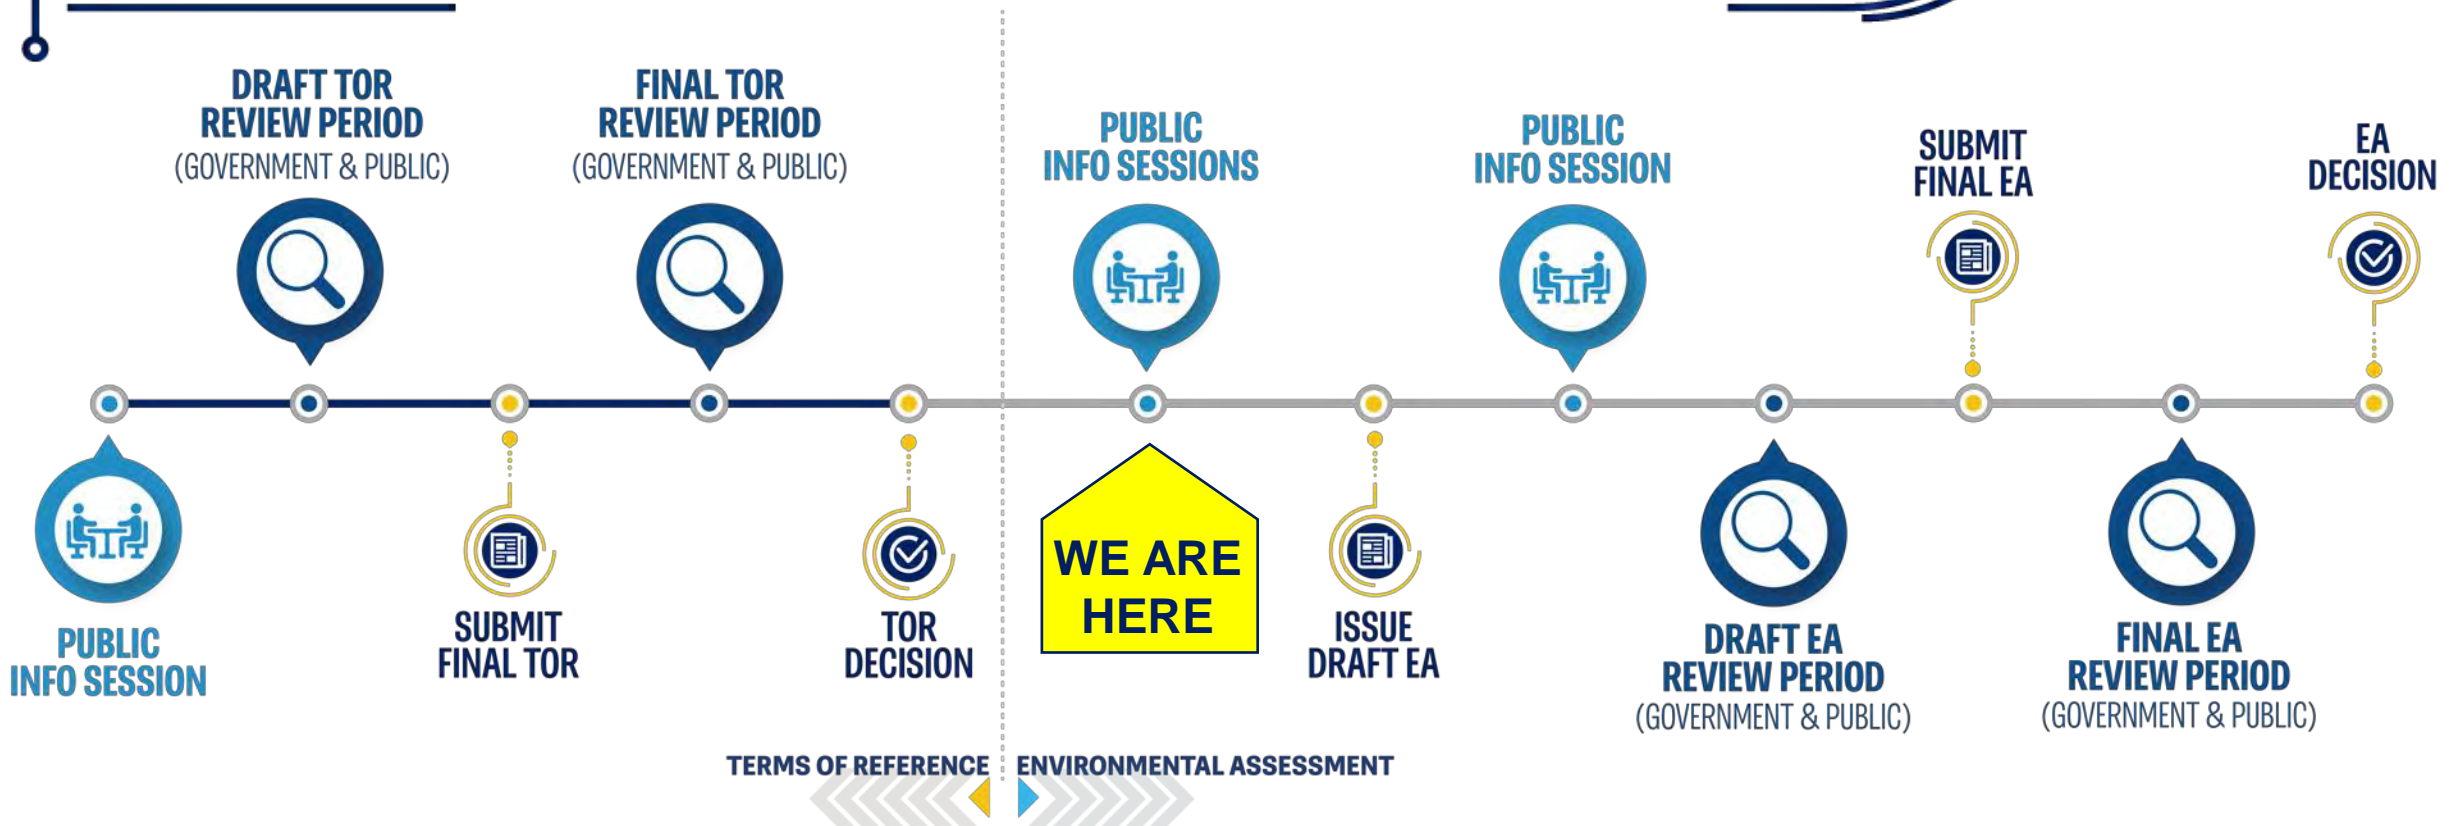 DRAFT TOR
REVIEW PERIOD
(GOVERNMENT & PUBLIC)
FINAL TOR
REVIEW PERIOD
(GOVERNMENT & PUBLIC)
PUBLIC
INFO SESSIONS
PUBLIC
INFO SESSION
SUBMIT
FINAL EA
EA
DECISION
PUBLIC
INFO SESSION
SUBMIT
FINAL TOR
TOR
DECISION
WE ARE
HERE
ISSUE
DRAFT EA
DRAFT EA
REVIEW PERIOD
(GOVERNMENT & PUBLIC)
FINAL EA
REVIEW PERIOD
(GOVERNMENT & PUBLIC)
TERMS OF REFERENCE
ENVIRONMENTAL ASSESSMENT